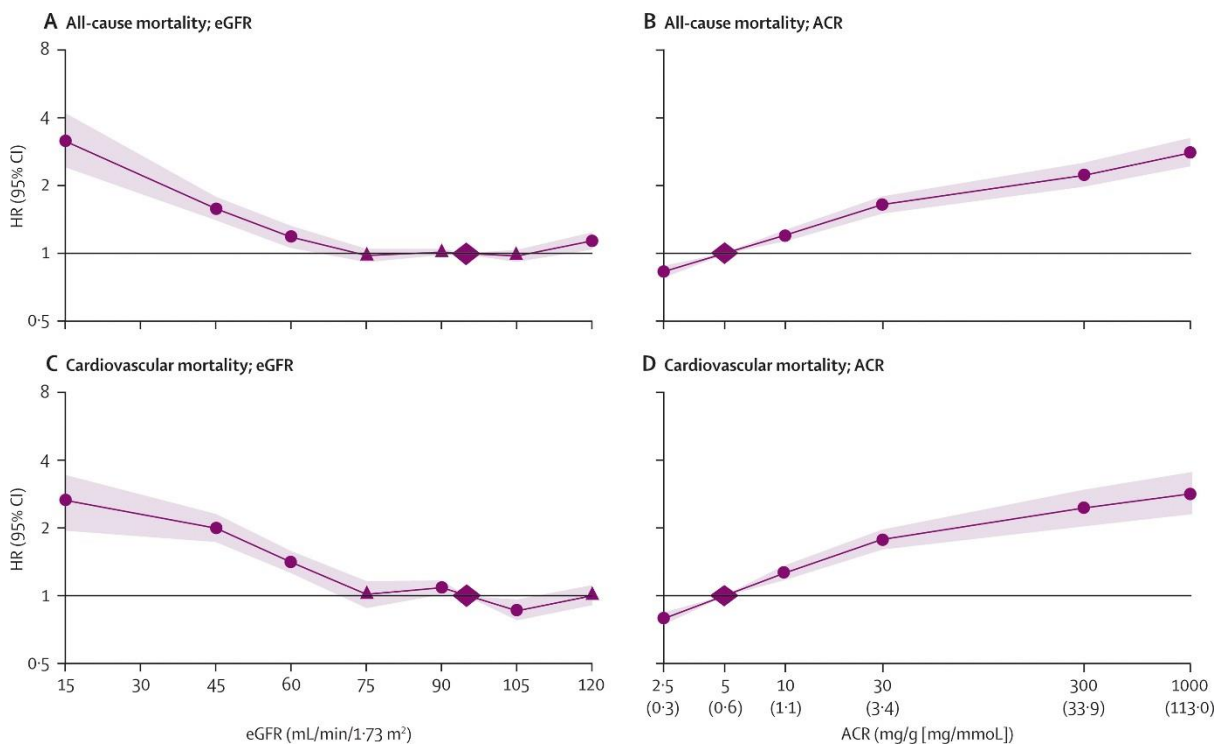 A All-cause mortality; eGFR
8
4
2
1
0·5
HR (95% CI)
B All-cause mortality; ACR
C Cardiovascular mortality; eGFR
8
4
2
1
0·5
HR (95% CI)
15 30 45 60 75 90 105 120
eGFR (mL/min/1·73 m²)
D Cardiovascular mortality; ACR
2·5 5 10 30 300 1000
(0·3) (0·6) (1·1) (3·4) (33·9) (113·0)
ACR (mg/g [mg/mmoL])